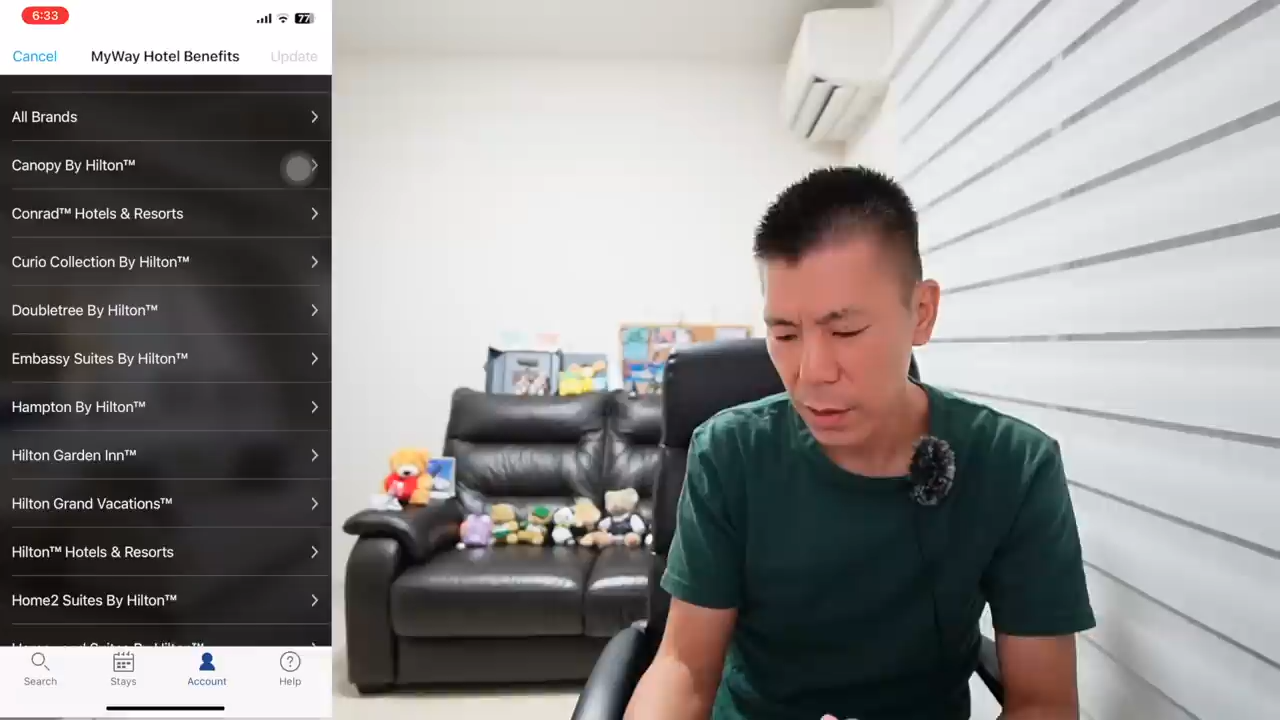 6:33
77
Cancel
MyWay Hotel Benefits
Update
All Brands
Canopy By Hilton™
Conrad™ Hotels & Resorts
Curio Collection By Hilton™
Doubletree By Hilton™
Embassy Suites By Hilton™
Hampton By Hilton™
Hilton Garden Inn™
Hilton Grand Vacations™
Hilton™ Hotels & Resorts
Home2 Suites By Hilton™
Search
Stays
Account
Help